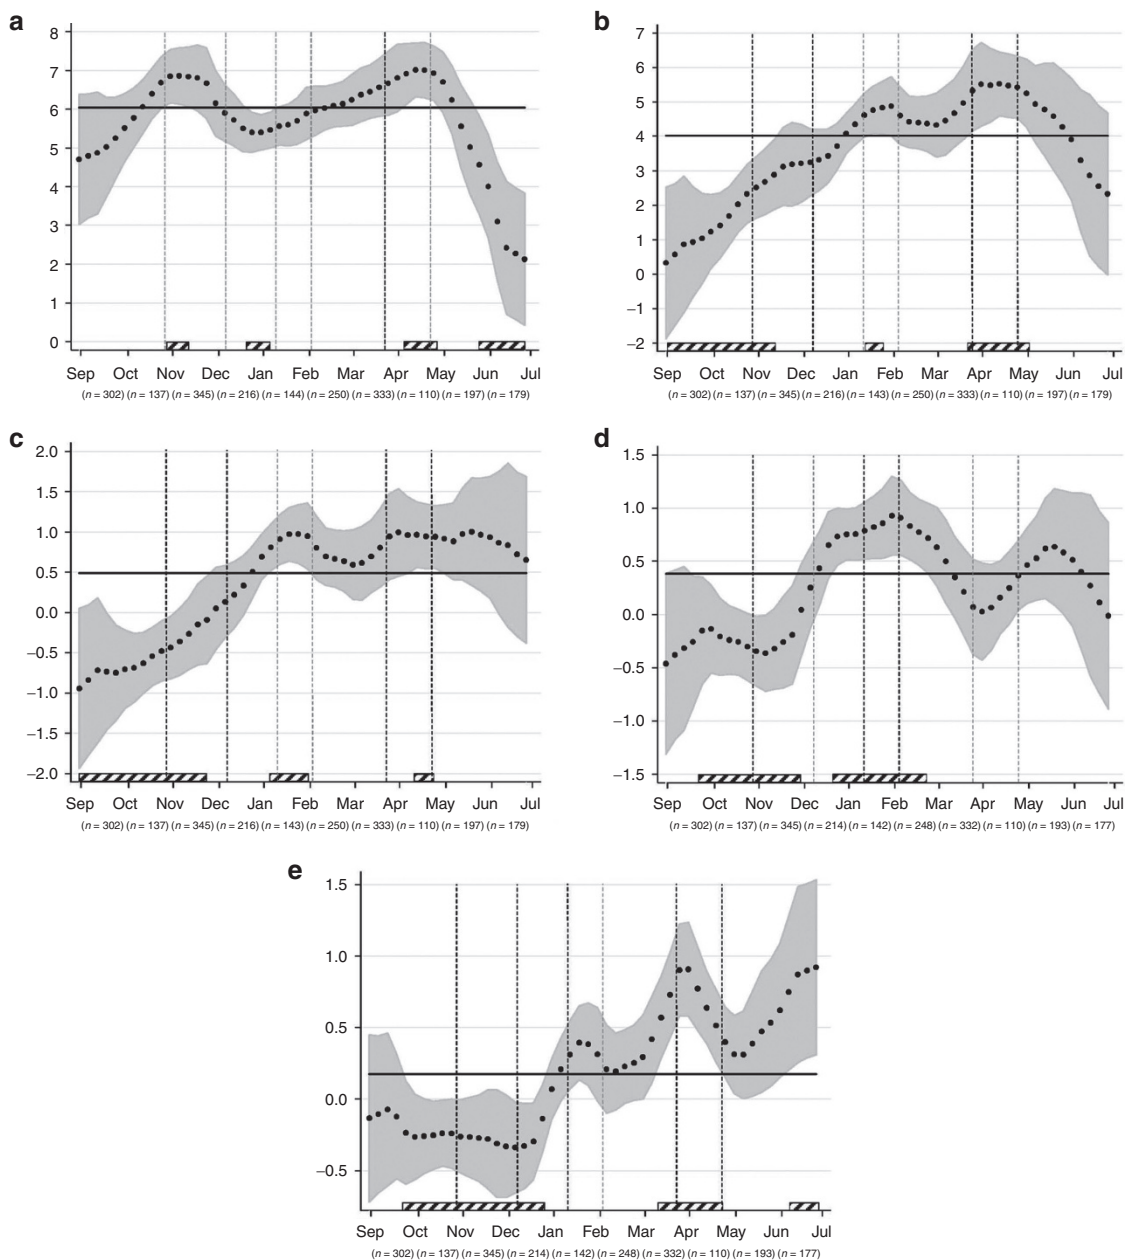 a
8
7
6
5
4
3
2
1
0
Sep Oct Nov Dec Jan Feb Mar Apr May Jun Jul
(n = 302) (n = 137) (n = 345) (n = 216) (n = 144) (n = 250) (n = 333) (n = 110) (n = 197) (n = 179)
b
7
6
5
4
3
2
1
0
−1
−2
Sep Oct Nov Dec Jan Feb Mar Apr May Jun Jul
(n = 302) (n = 137) (n = 345) (n = 216) (n = 143) (n = 250) (n = 333) (n = 110) (n = 197) (n = 179)
c
2.0
1.5
1.0
0.5
0.0
−0.5
−1.0
−1.5
−2.0
Sep Oct Nov Dec Jan Feb Mar Apr May Jun Jul
(n = 302) (n = 137) (n = 345) (n = 216) (n = 143) (n = 250) (n = 333) (n = 110) (n = 197) (n = 179)
d
1.5
1.0
0.5
0.0
−0.5
−1.0
−1.5
Sep Oct Nov Dec Jan Feb Mar Apr May Jun Jul
(n = 302) (n = 137) (n = 345) (n = 214) (n = 142) (n = 248) (n = 332) (n = 110) (n = 193) (n = 177)
e
1.5
1.0
0.5
0.0
−0.5
Sep Oct Nov Dec Jan Feb Mar Apr May Jun Jul
(n = 302) (n = 137) (n = 345) (n = 214) (n = 142) (n = 248) (n = 332) (n = 110) (n = 193) (n = 177)